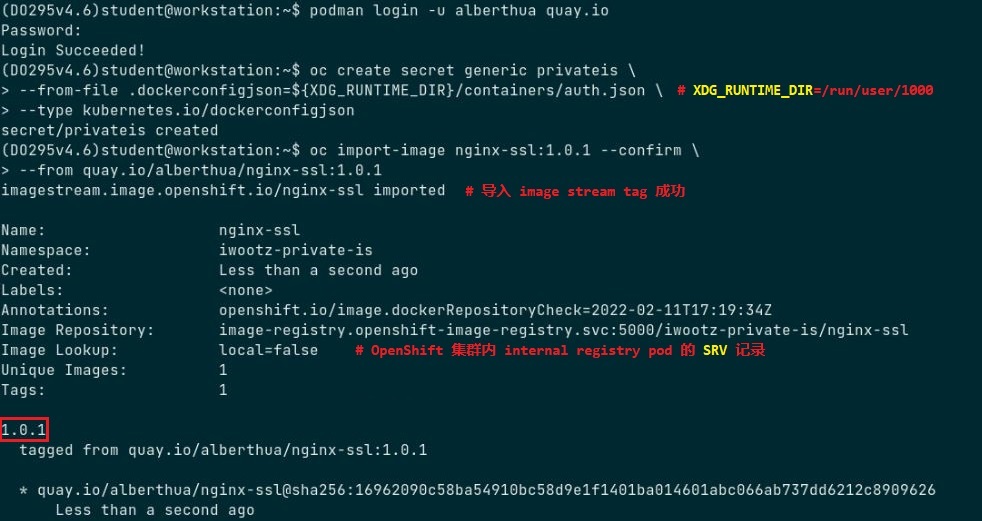 (DO295v4.6)student@workstation:~$ podman login -u alberthua quay.io
Password:
Login Succeeded!
(DO295v4.6)student@workstation:~$ oc create secret generic privateis \
> --from-file .dockerconfigjson=${XDG_RUNTIME_DIR}/containers/auth.json \ # XDG_RUNTIME_DIR=/run/user/1000
> --type kubernetes.io/dockerconfigjson
secret/privateis created
(DO295v4.6)student@workstation:~$ oc import-image nginx-ssl:1.0.1 --confirm \
> --from quay.io/alberthua/nginx-ssl:1.0.1
imagestream.image.openshift.io/nginx-ssl imported # 导入 image stream tag 成功
Name: nginx-ssl
Namespace: iwootz-private-is
Created: Less than a second ago
Labels: <none>
Annotations: openshift.io/image.dockerRepositoryCheck=2022-02-11T17:19:34Z
Image Repository: image-registry.openshift-image-registry.svc:5000/iwootz-private-is/nginx-ssl
Image Lookup: local=false # OpenShift 集群内 internal registry pod 的 SRV 记录
Unique Images: 1
Tags: 1
1.0.1
tagged from quay.io/alberthua/nginx-ssl:1.0.1
* quay.io/alberthua/nginx-ssl@sha256:16962090c58ba54910bc58d9e1f1401ba014601abc066ab737dd6212c8909626
Less than a second ago